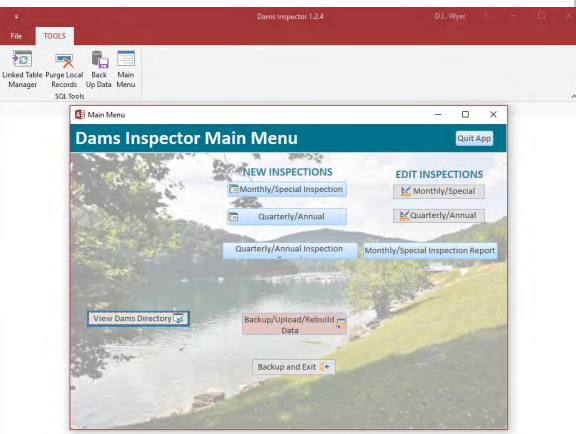 Dams Inspector 1.2.4
D.L. Wyer
?
File
TOOLS
Linked Table Manager
Purge Local Records
Back Up Data
Main Menu
SQL Tools
Main Menu
Dams Inspector Main Menu
Quit App
NEW INSPECTIONS
EDIT INSPECTIONS
Monthly/Special Inspection
Monthly/Special
Quarterly/Annual
Quarterly/Annual
Quarterly/Annual Inspection
Monthly/Special Inspection Report
View Dams Directory
Backup/Upload/Rebuild
Data
Backup and Exit